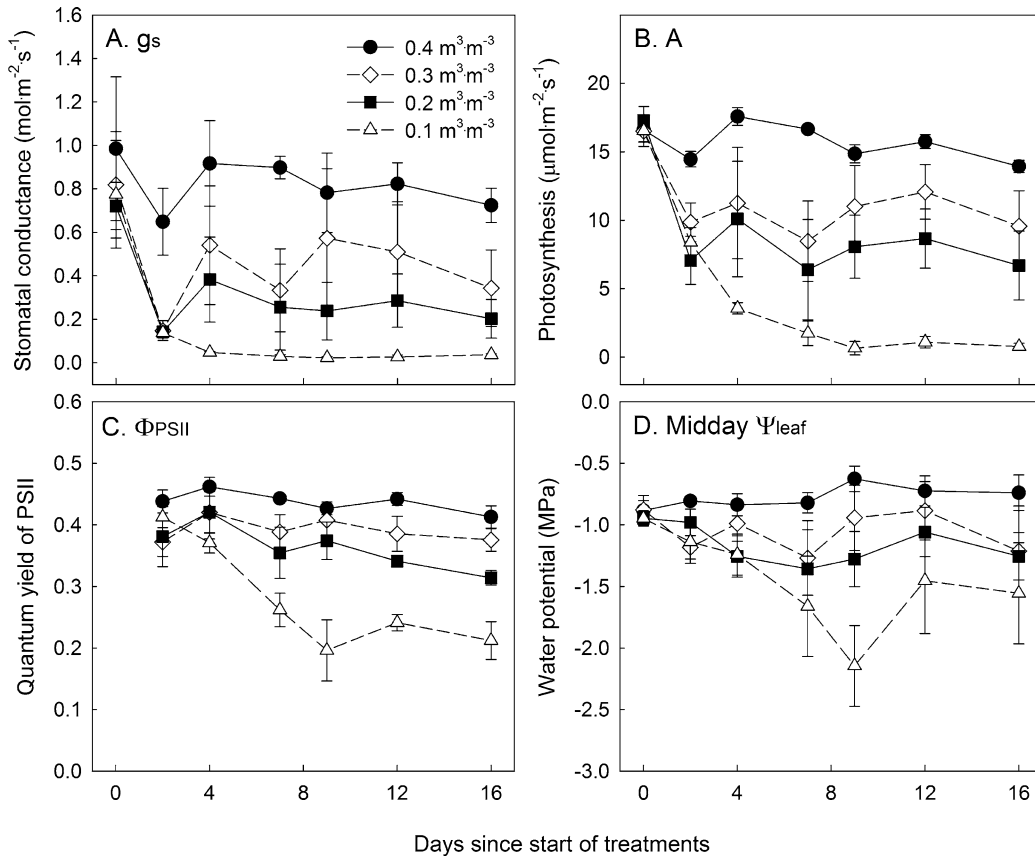 A. gs
0.4 m³·m⁻³
0.3 m³·m⁻³
0.2 m³·m⁻³
0.1 m³·m⁻³
Stomatal conductance (mol·m⁻²·s⁻¹)
1.6
1.4
1.2
1.0
0.8
0.6
0.4
0.2
0.0
B. A
Photosynthesis (μmol·m⁻²·s⁻¹)
20
15
10
5
0
C. ΦPSII
Quantum yield of PSII
0.6
0.5
0.4
0.3
0.2
0.1
0.0
0 4 8 12 16
D. Midday Ψleaf
Water potential (MPa)
0.0
-0.5
-1.0
-1.5
-2.0
-2.5
-3.0
0 4 8 12 16
Days since start of treatments